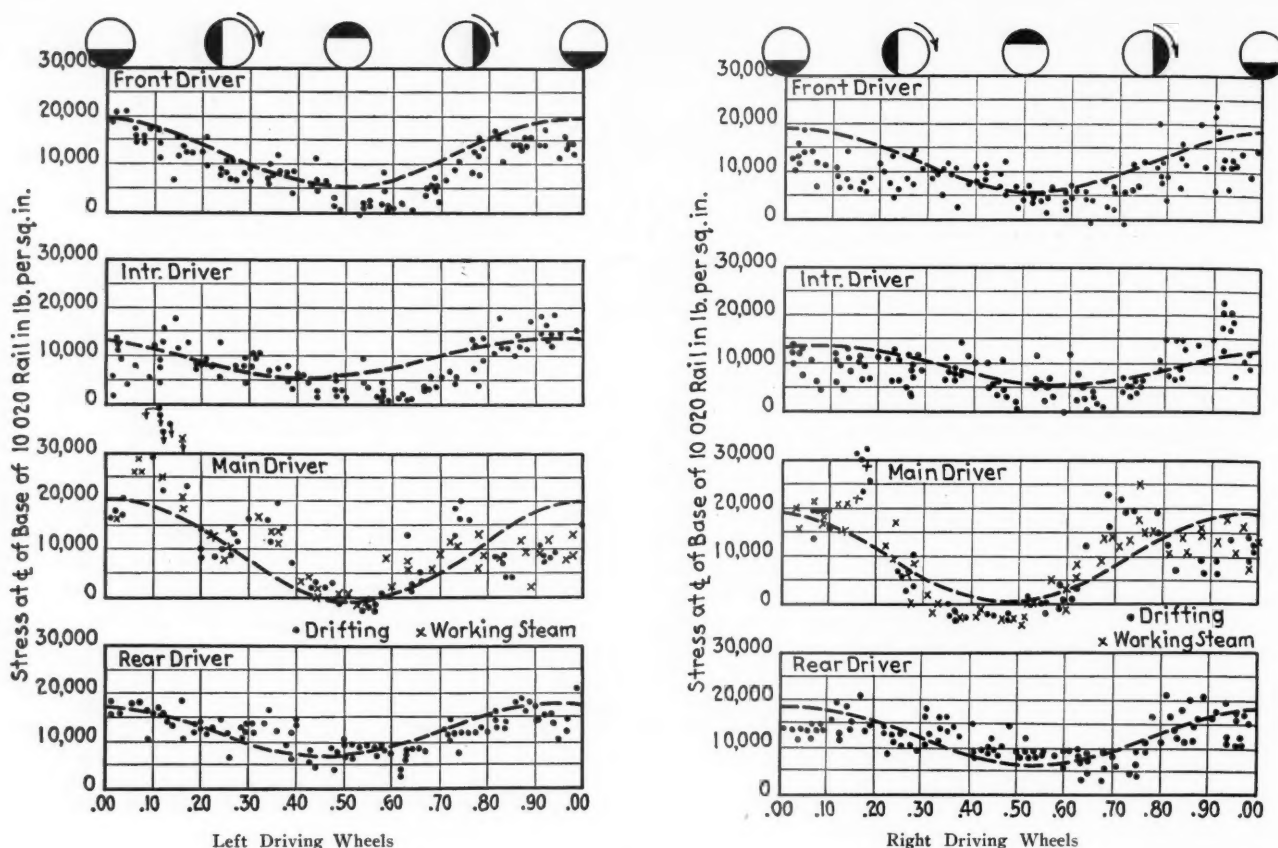 30,000
Front Driver
20,000
10,000
0
30,000
Intr. Driver
20,000
10,000
0
30,000
Main Driver
20,000
10,000
0
• Drifting × Working Steam
30,000
Rear Driver
20,000
10,000
0
.00 .10 .20 .30 .40 .50 .60 .70 .80 .90 .00
Stress at ℄ of Base of 10 020 Rail in lb. per sq. in.
Left Driving Wheels
30,000
Front Driver
20,000
10,000
0
30,000
Intr. Driver
20,000
10,000
0
30,000
Main Driver
20,000
10,000
0
• Drifting
× Working Steam
30,000
Rear Driver
20,000
10,000
0
.00 .10 .20 .30 .40 .50 .60 .70 .80 .90 .00
Stress at ℄ of Base of 10 020 Rail in lb. per sq. in.
Right Driving Wheels